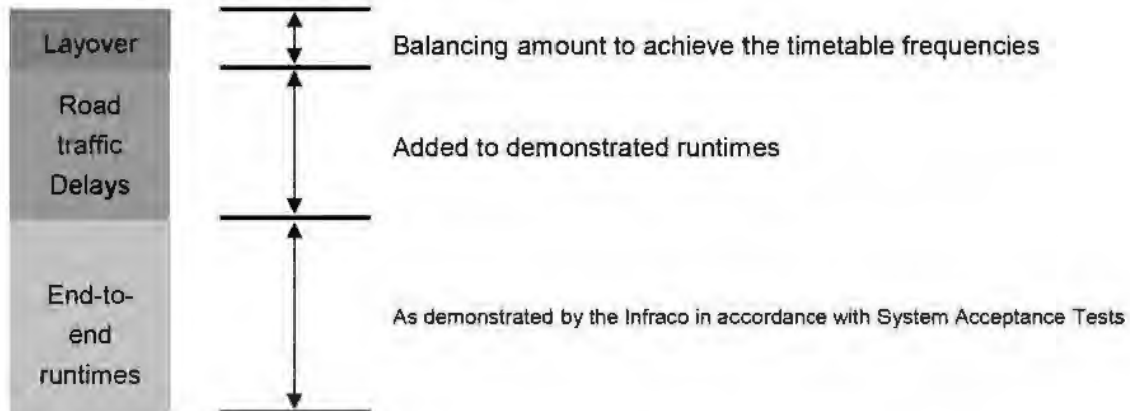 Layover
Balancing amount to achieve the timetable frequencies
Road
traffic
Delays
Added to demonstrated runtimes
End-to-
end
runtimes
As demonstrated by the Infraco in accordance with System Acceptance Tests